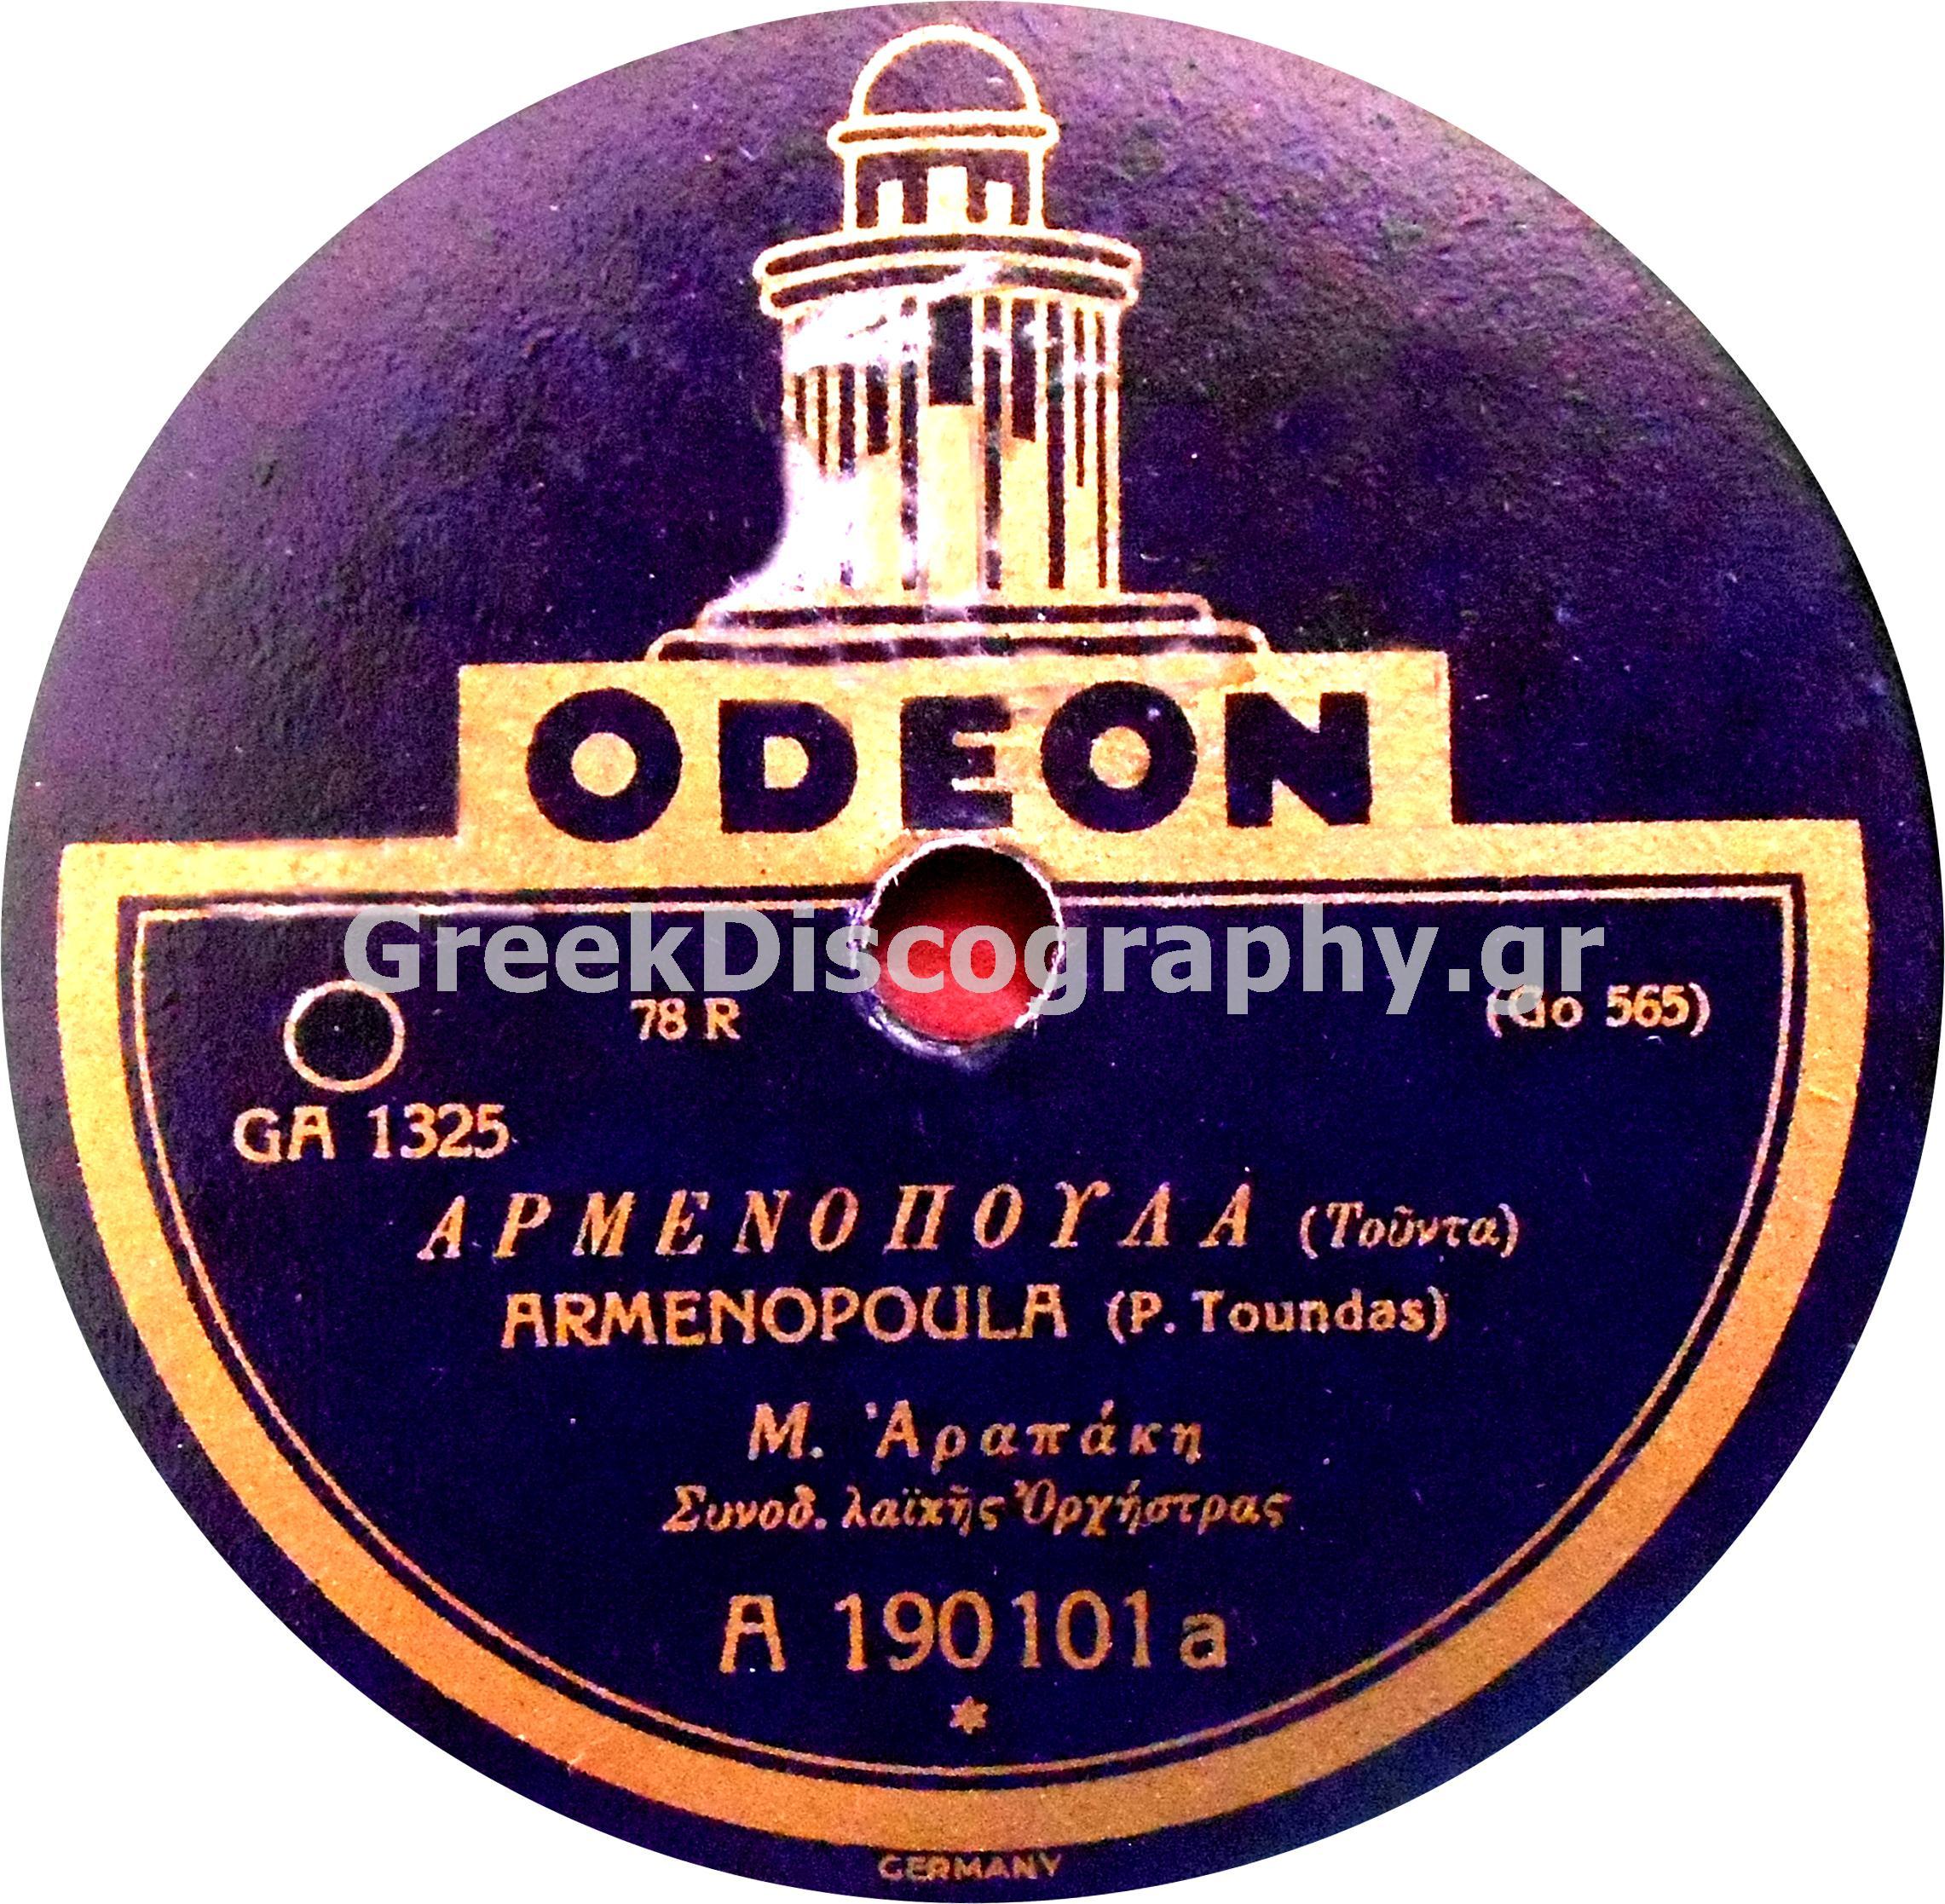 ODEON
GreekDiscography.gr
78 R
(Go 565)
GA 1325
ΑΡΜΕΝΟΠΟΥΛΑ (Τοῦντα)
ARMENOPOULA (P. Toundas)
Μ. Ἀραπάκη
Συνοδ. λαϊκῆς Ὀρχήστρας
A 190101 a
*
GERMANY